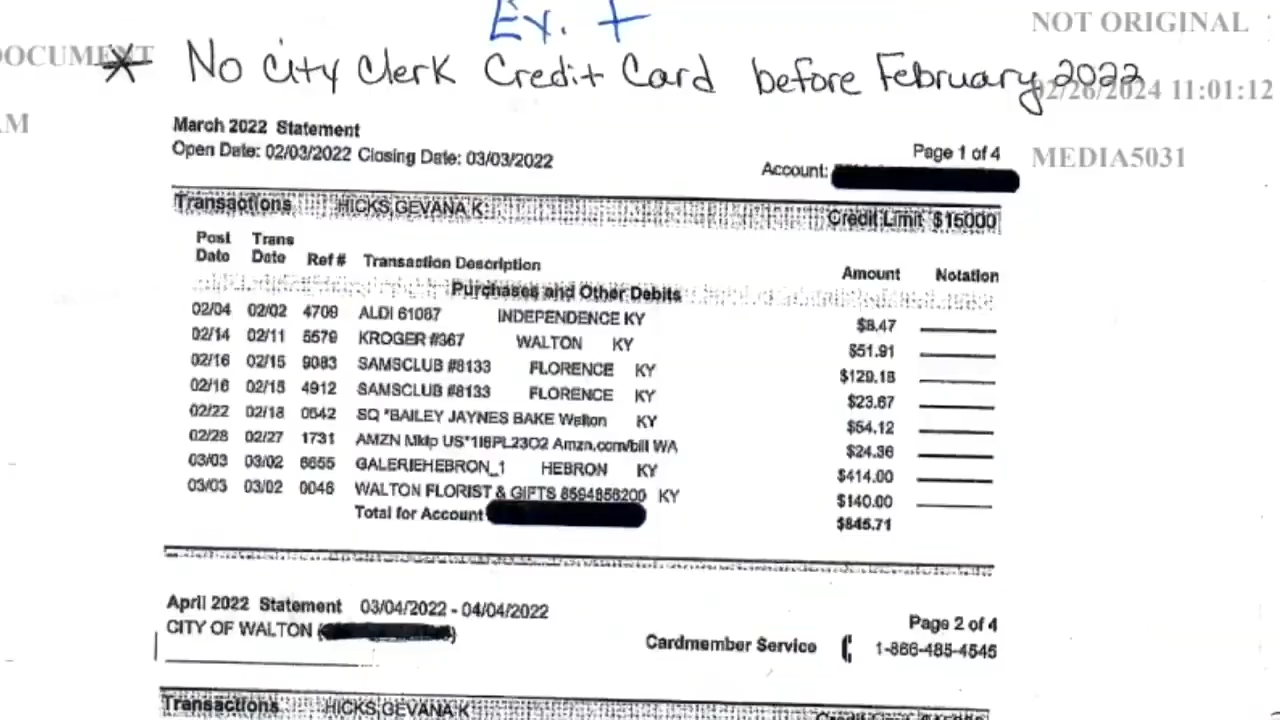 Ex. 7
NOT ORIGINAL
DOCUMENT
* No City Clerk Credit Card before February 2022
02/26/2024 11:01:12
AM
MEDIA5031
March 2022 Statement
Open Date: 02/03/2022 Closing Date: 03/03/2022
Page 1 of 4
Account:
Transactions HICKS,GEVANA K
Credit Limit $15000
Post Date Trans Date Ref # Transaction Description Amount Notation
Purchases and Other Debits
02/04 02/02 4709 ALDI 61087 INDEPENDENCE KY $8.47
02/14 02/11 5579 KROGER #367 WALTON KY $51.91
02/16 02/15 9083 SAMSCLUB #8133 FLORENCE KY $129.18
02/16 02/15 4912 SAMSCLUB #8133 FLORENCE KY $23.67
02/22 02/18 0542 SQ *BAILEY JAYNES BAKE Walton KY $54.12
02/28 02/27 1731 AMZN Mktp US*1I8PL23O2 Amzn.com/bill WA $24.36
03/03 03/02 6655 GALERIEHEBRON_1 HEBRON KY $414.00
03/03 03/02 0046 WALTON FLORIST & GIFTS 8594856200 KY $140.00
Total for Account $845.71
April 2022 Statement 03/04/2022 - 04/04/2022
Page 2 of 4
CITY OF WALTON (
Cardmember Service 1-866-485-4545
Transactions HICKS,GEVANA K